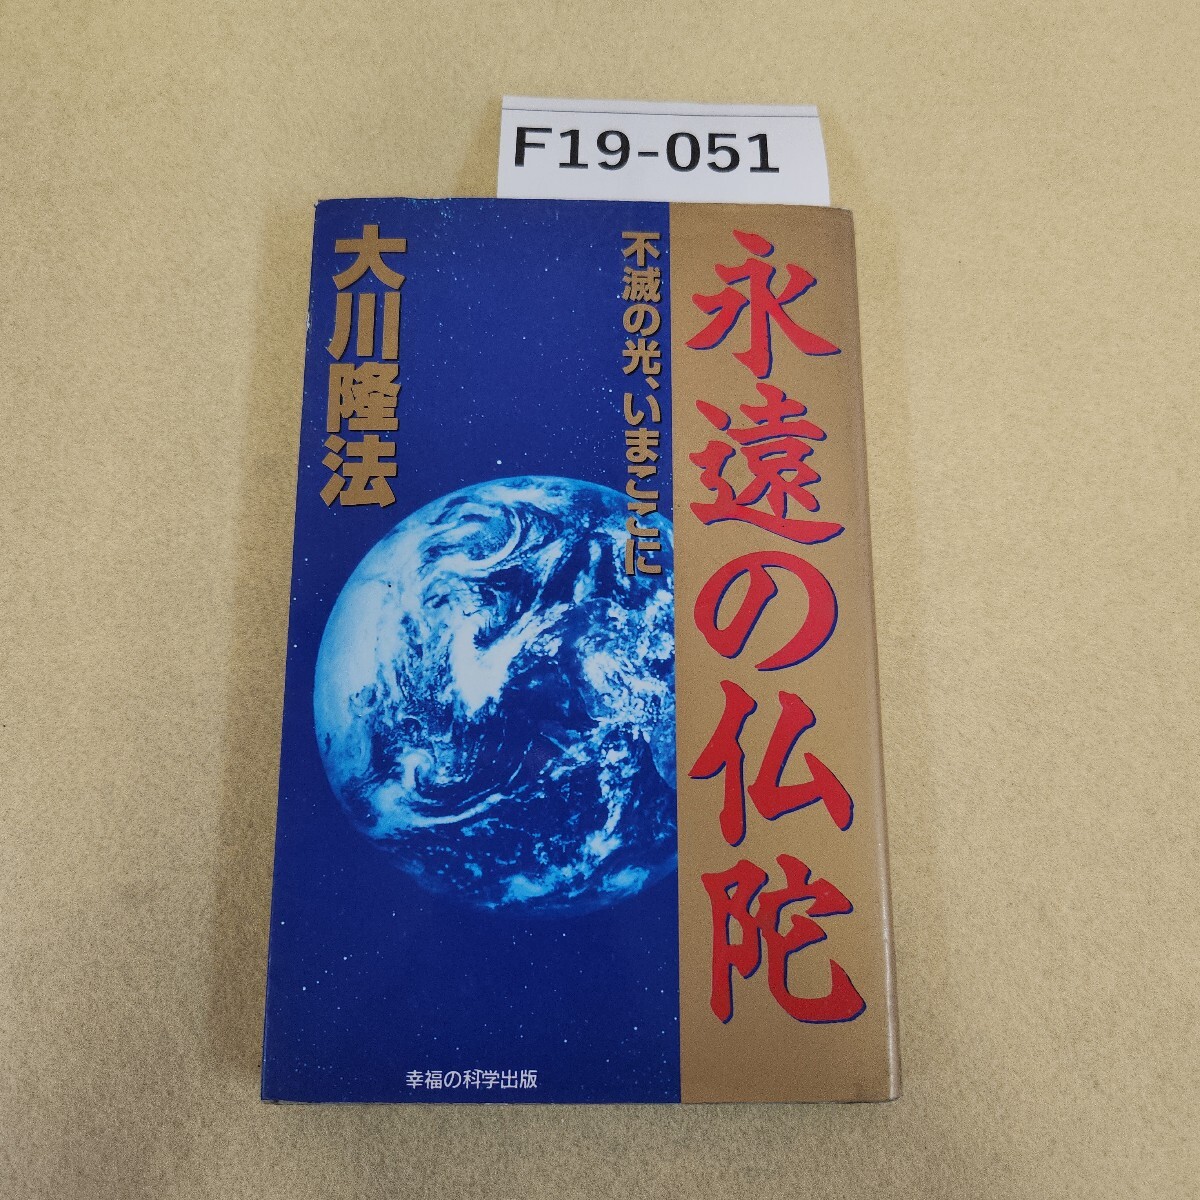 F19-051
永遠の仏陀
不滅の光、いまここに
大川隆法
幸福の科学出版